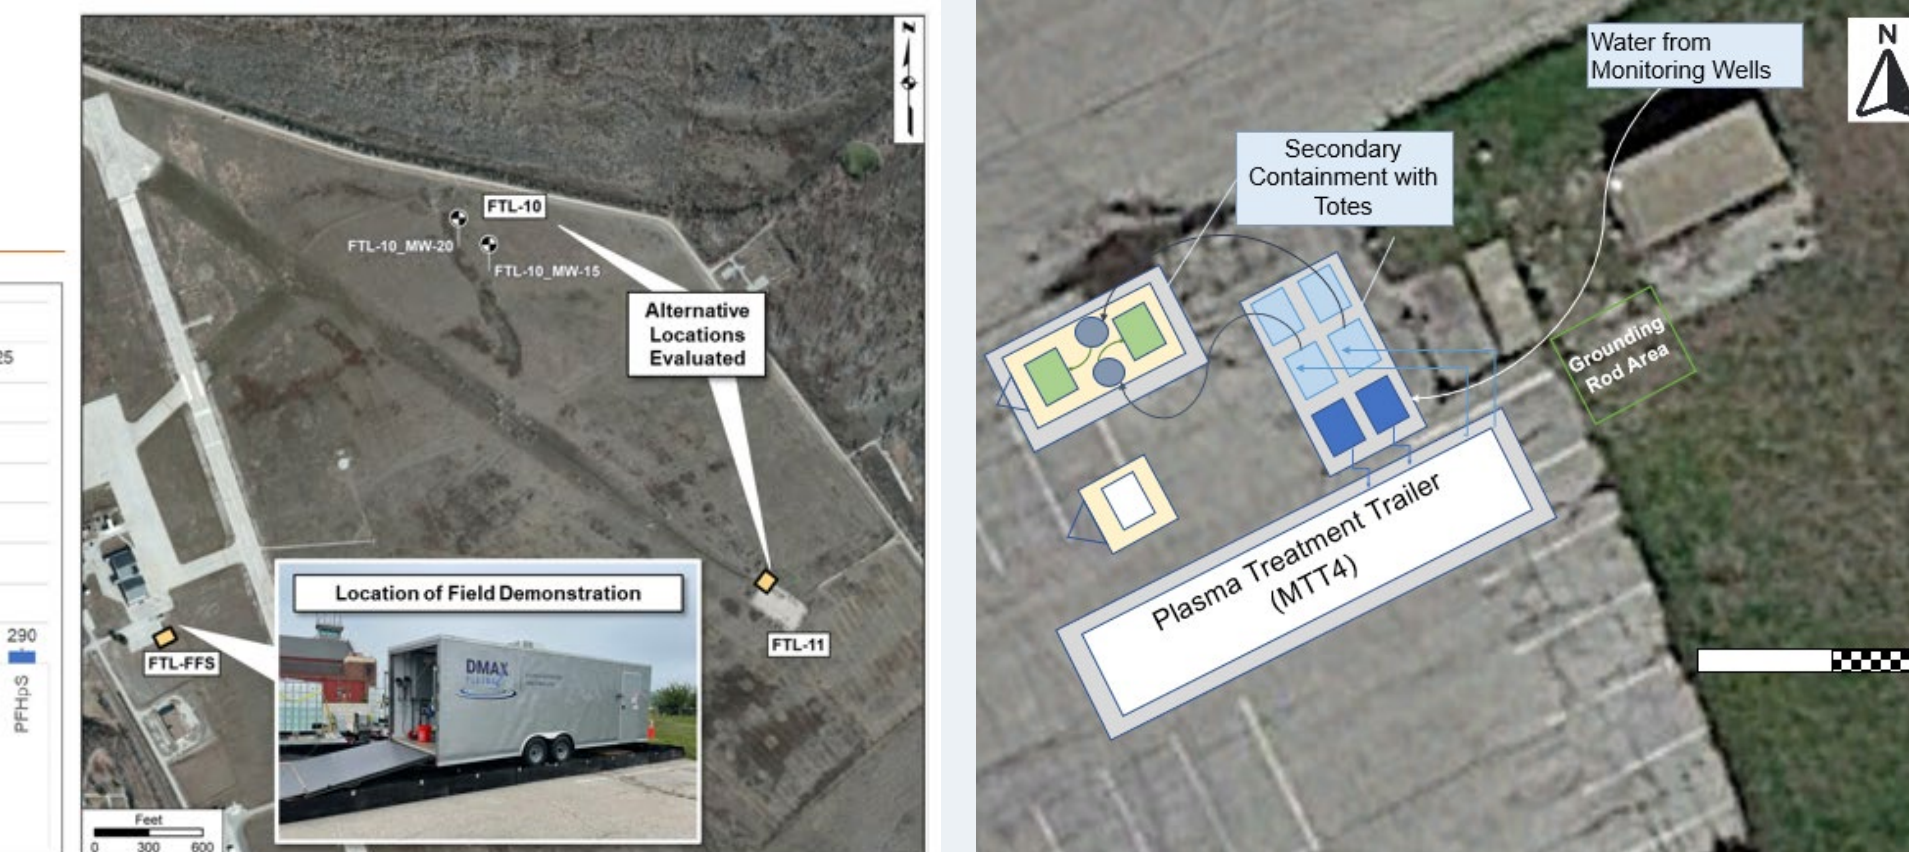 25
290
PFHpS
N
FTL-10
FTL-10_MW-20
FTL-10_MW-15
Alternative
Locations
Evaluated
Location of Field Demonstration
DMAX
FTL-FFS
FTL-11
Feet
0 300 600
Water from
Monitoring Wells
N
Secondary
Containment with
Totes
Grounding
Rod Area
Plasma Treatment Trailer
(MTT4)